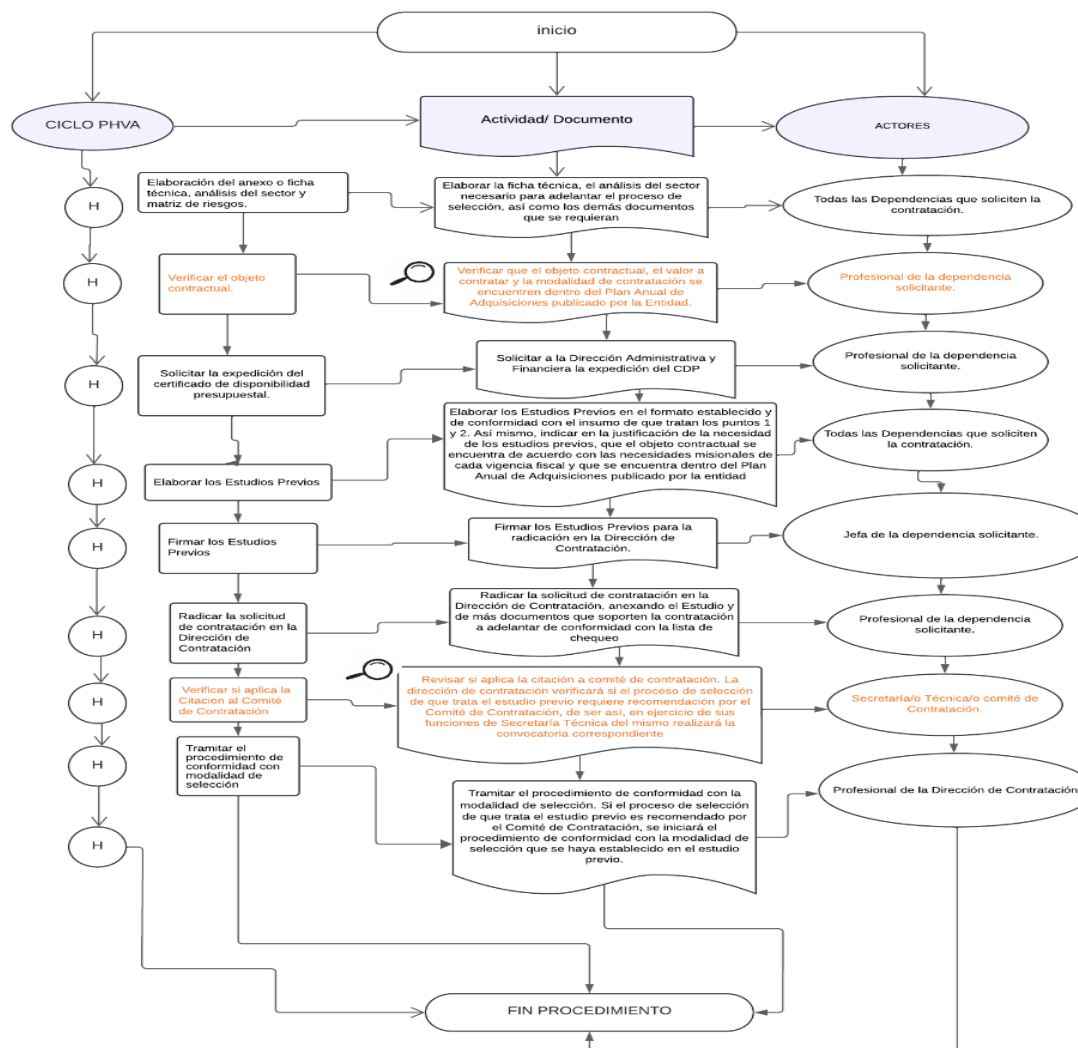 inicio
CICLO PHVA
Actividad/ Documento
ACTORES
H
Elaboración del anexo o ficha
técnica, análisis del sector y
matriz de riesgos.
Elaborar la ficha técnica, el análisis del sector
necesario para adelantar el proceso de
selección, así como los demás documentos
que se requieran
Todas las Dependencias que soliciten la
contratación.
H
Verificar el objeto
contractual.
Verificar que el objeto contractual, el valor a
contratar y la modalidad de contratación se
encuentren dentro del Plan Anual de
Adquisiciones publicado por la Entidad.
Profesional de la dependencia
solicitante.
H
Solicitar la expedición del
certificado de disponibilidad
presupuestal.
Solicitar a la Dirección Administrativa y
Financiera la expedición del CDP
Profesional de la dependencia
solicitante.
H
Elaborar los Estudios Previos
Elaborar los Estudios Previos en el formato establecido y
de conformidad con el insumo de que tratan los puntos 1
y 2. Así mismo, indicar en la justificación de la necesidad
de los estudios previos, que el objeto contractual se
encuentra de acuerdo con las necesidades misionales de
cada vigencia fiscal y que se encuentra dentro del Plan
Anual de Adquisiciones publicado por la entidad
Todas las Dependencias que soliciten
la contratación.
H
Firmar los Estudios
Previos
Firmar los Estudios Previos para la
radicación en la Dirección de
Contratación.
Jefa de la dependencia solicitante.
H
Radicar la solicitud
de contratación en la
Dirección de
Contratación
Radicar la solicitud de contratación en la
Dirección de Contratación, anexando el Estudio y
de más documentos que soporten la contratación
a adelantar de conformidad con la lista de
chequeo
Profesional de la dependencia
solicitante.
H
Verificar si aplica la
Citacion al Comité
de Contratación
Revisar si aplica la citación a comité de contratación. La
dirección de contratación verificará si el proceso de selección
de que trata el estudio previo requiere recomendación por el
Comité de Contratación, de ser así, en ejercicio de sus
funciones de Secretaría Técnica del mismo realizará la
convocatoria correspondiente
Secretaría/o Técnica/o comité de
Contratación.
H
Tramitar el
procedimiento de
conformidad con
modalidad de
selección
Tramitar el procedimiento de conformidad con la
modalidad de selección. Si el proceso de selección
de que trata el estudio previo es recomendado por
el Comité de Contratación, se iniciará el
procedimiento de conformidad con la modalidad de
selección que se haya establecido en el estudio
previo.
Profesional de la Dirección de Contratación
H
FIN PROCEDIMIENTO